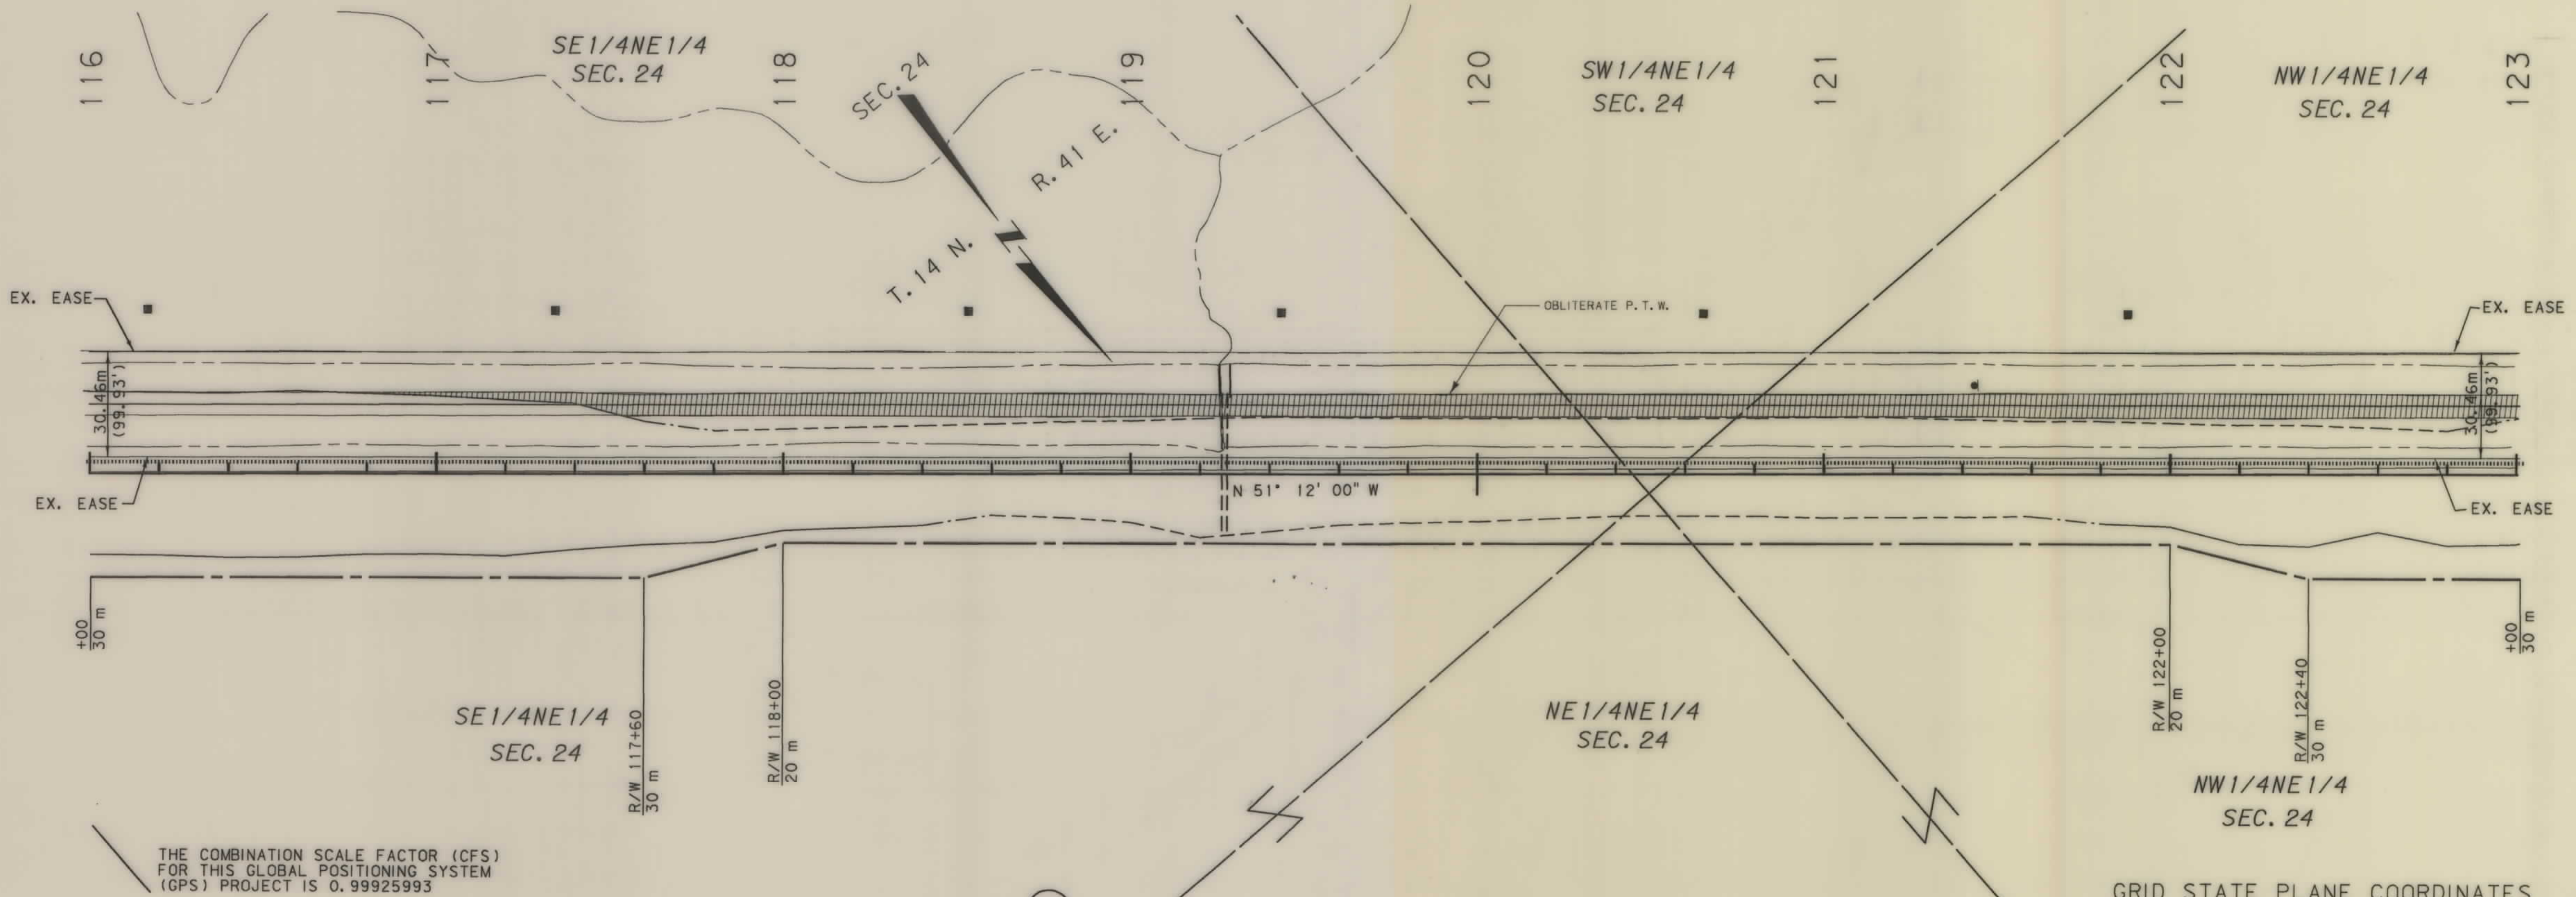 116
117
118
119
120
121
122
123
SE1/4NE1/4
SEC. 24
SEC. 24
R. 41 E.
T. 14 N.
SW1/4NE1/4
SEC. 24
NW1/4NE1/4
SEC. 24
EX. EASE
OBLITERATE P.T.W.
EX. EASE
30.46m
(99.93')
30.46m
(99.93')
EX. EASE
N 51° 12' 00" W
EX. EASE
+00
30 m
R/W 117+60
30 m
R/W 118+00
20 m
R/W 122+00
20 m
R/W 122+40
30 m
+00
30 m
SE1/4NE1/4
SEC. 24
NE1/4NE1/4
SEC. 24
NW1/4NE1/4
SEC. 24
THE COMBINATION SCALE FACTOR (CFS)
FOR THIS GLOBAL POSITIONING SYSTEM
(GPS) PROJECT IS 0.99925993
GRID STATE PLANE COORDINATES